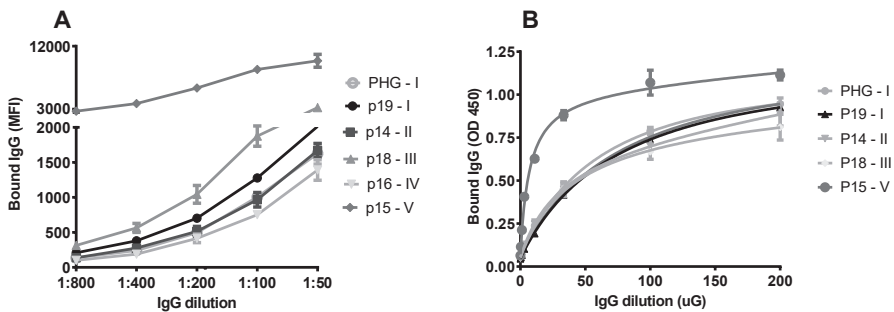 A
Bound IgG (MFI)
12000
3000
2000
1500
1000
500
0
1:800
1:400
1:200
1:100
1:50
IgG dilution
PHG - I
p19 - I
p14 - II
p18 - III
p16 - IV
p15 - V
B
Bound IgG (OD 450)
1.25
1.00
0.75
0.50
0.25
0.00
0
50
100
150
200
IgG dilution (uG)
PHG - I
P19 - I
P14 - II
P18 - III
P15 - V